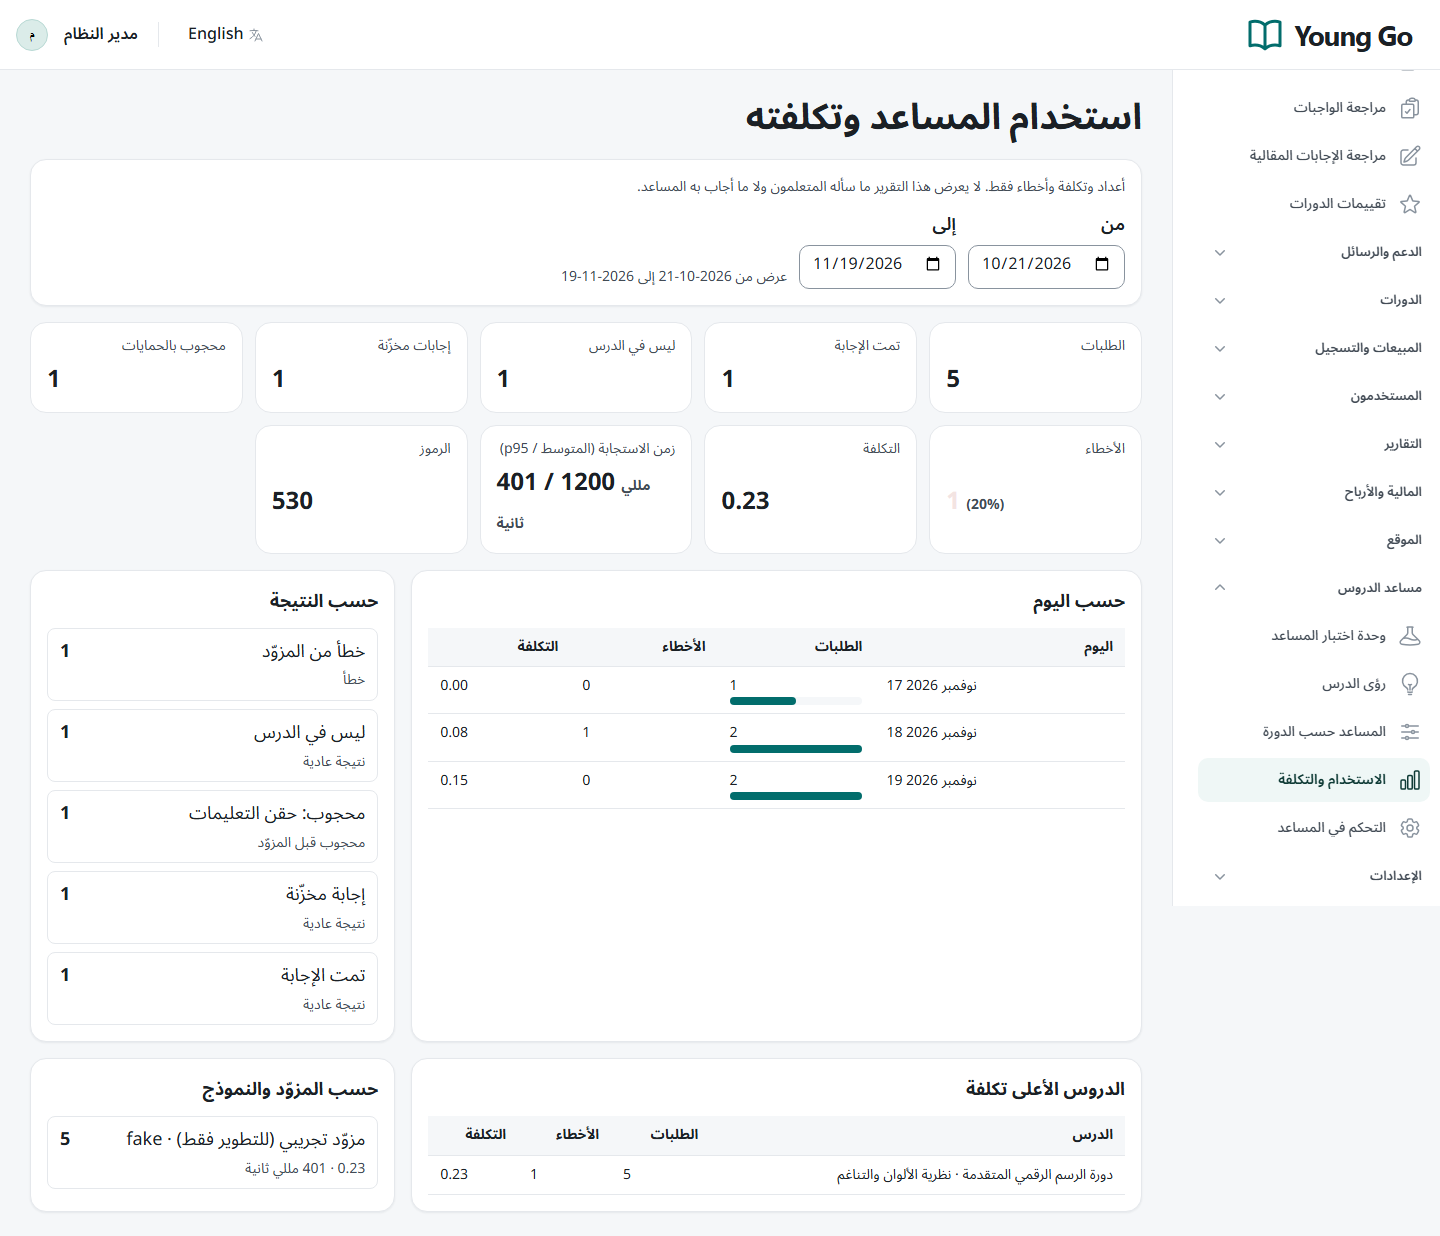 Young Go
English
مدير النظام
م
مراجعة الواجبات
مراجعة الإجابات المقالية
تقييمات الدورات
الدعم والرسائل
الدورات
المبيعات والتسجيل
المستخدمون
التقارير
المالية والأرباح
الموقع
مساعد الدروس
وحدة اختبار المساعد
رؤى الدرس
المساعد حسب الدورة
الاستخدام والتكلفة
التحكم في المساعد
الإعدادات
استخدام المساعد وتكلفته
أعداد وتكلفة وأخطاء فقط. لا يعرض هذا التقرير ما سأله المتعلمون ولا ما أجاب به المساعد.
من
10/21/2026
إلى
11/19/2026
عرض من 2026-10-21 إلى 2026-11-19
الطلبات
5
تمت الإجابة
1
ليس في الدرس
1
إجابات مخزّنة
1
محجوب بالحمايات
1
الأخطاء
1 (20%)
التكلفة
0.23
زمن الاستجابة (المتوسط / p95)
401 / 1200 مللي
ثانية
الرموز
530
حسب اليوم
اليوم الطلبات الأخطاء التكلفة
17 نوفمبر 2026 1 0 0.00
18 نوفمبر 2026 2 1 0.08
19 نوفمبر 2026 2 0 0.15
حسب النتيجة
خطأ من المزوّد 1
خطأ
ليس في الدرس 1
نتيجة عادية
محجوب: حقن التعليمات 1
محجوب قبل المزوّد
إجابة مخزّنة 1
نتيجة عادية
تمت الإجابة 1
نتيجة عادية
الدروس الأعلى تكلفة
الدرس الطلبات الأخطاء التكلفة
دورة الرسم الرقمي المتقدمة · نظرية الألوان والتناغم 5 1 0.23
حسب المزوّد والنموذج
مزوّد تجريبي (للتطوير فقط) · fake 5
0.23 · 401 مللي ثانية